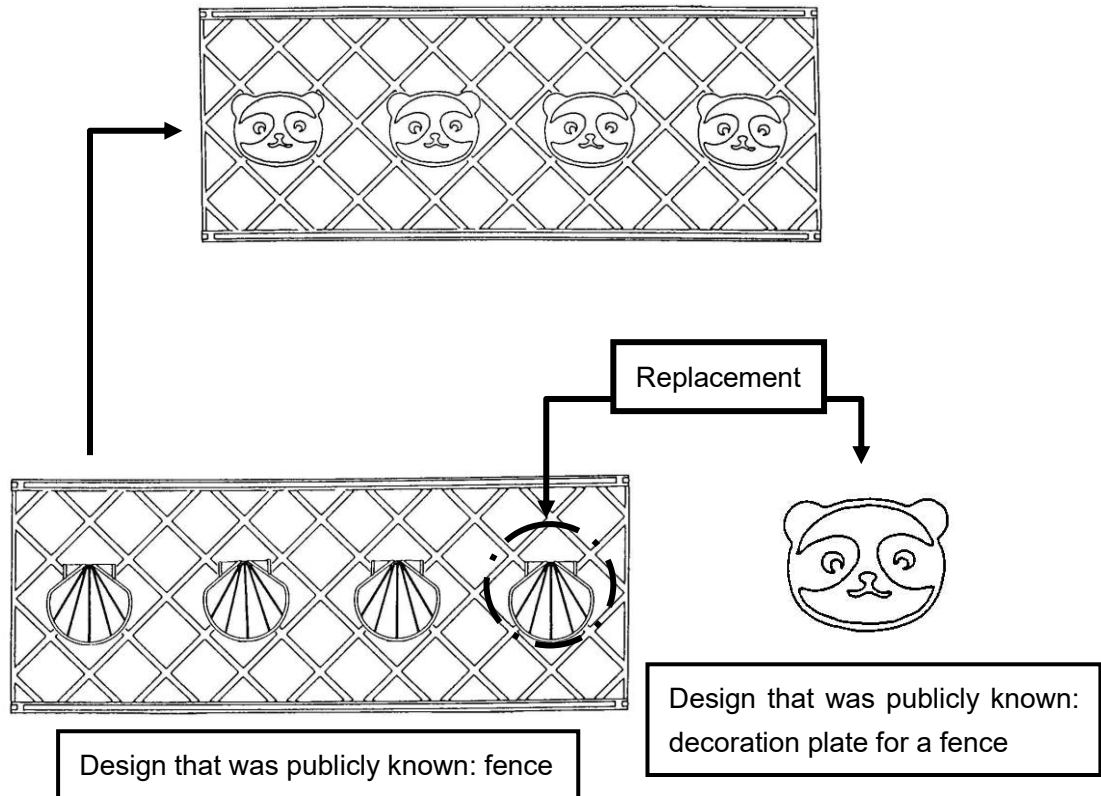 Replacement
Design that was publicly known:
decoration plate for a fence
Design that was publicly known: fence